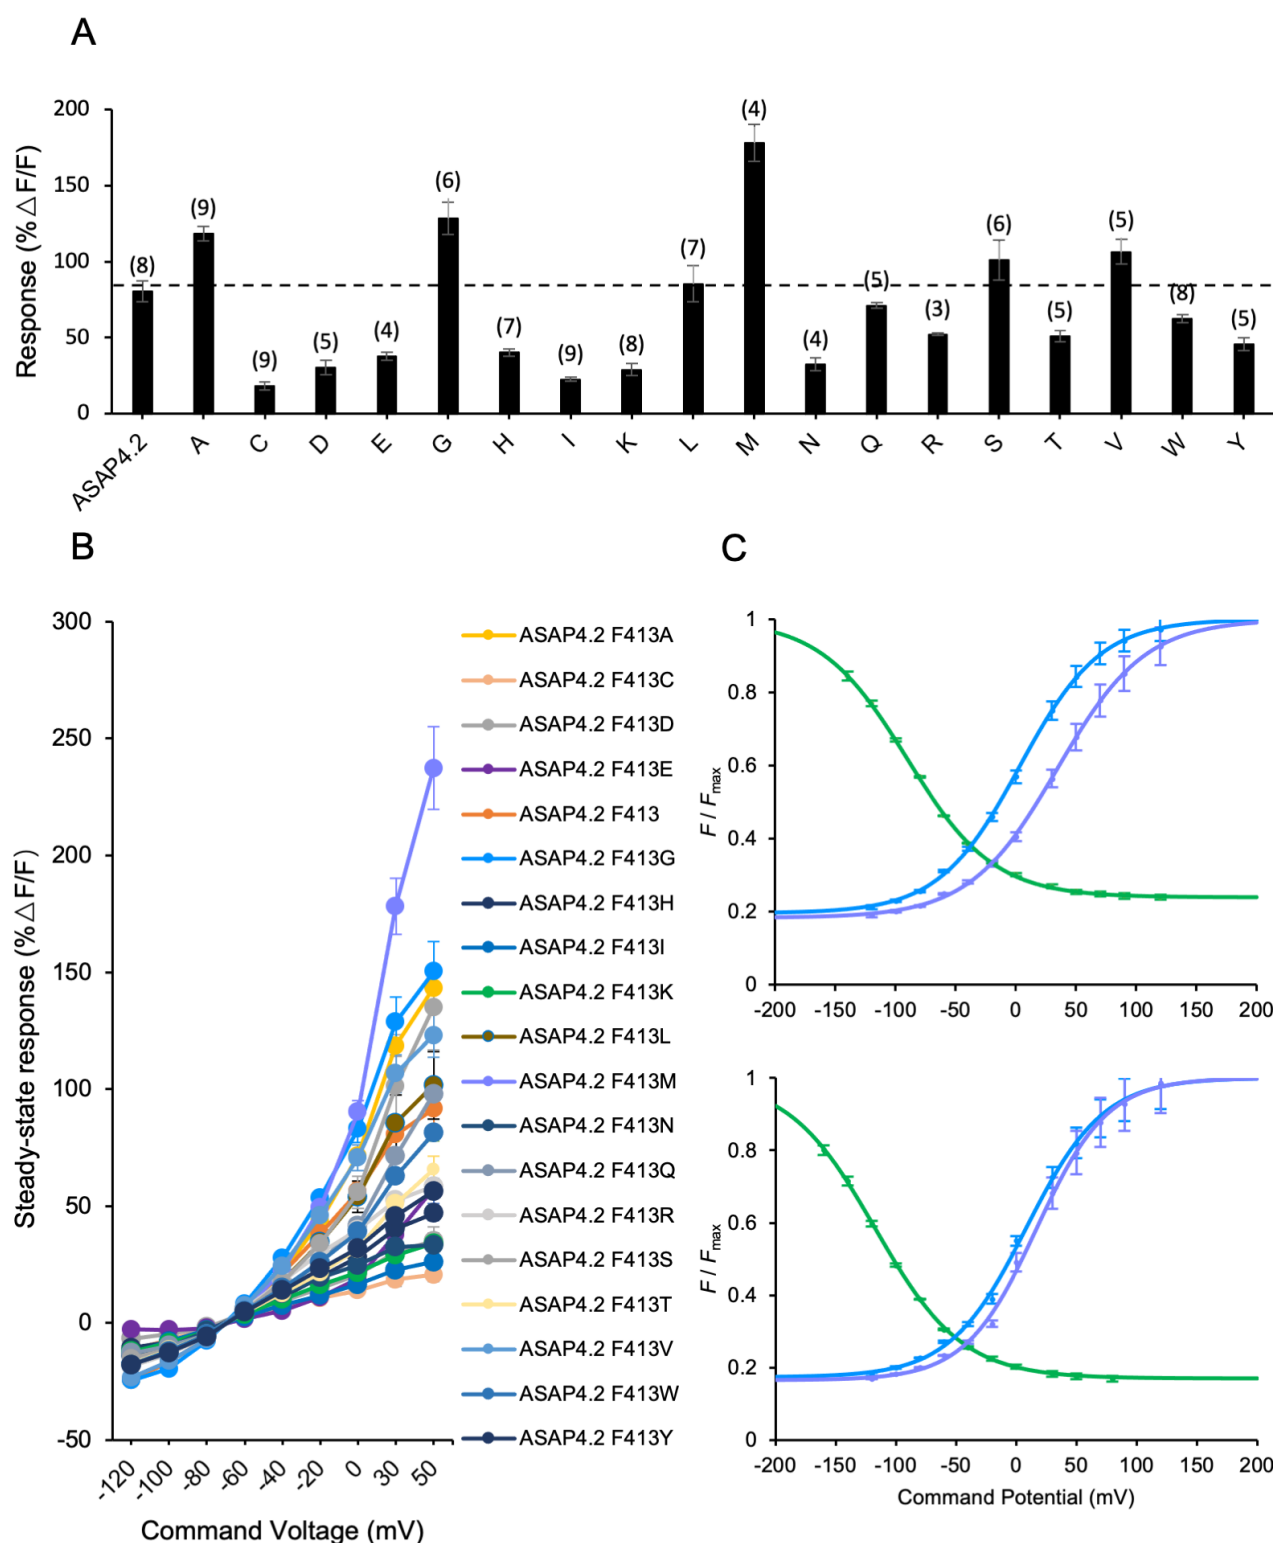 A
Response (% △F/F)
200
150
100
50
0
(8)
(9)
(9)
(5)
(4)
(6)
(7)
(9)
(8)
(7)
(4)
(4)
(5)
(3)
(6)
(5)
(5)
(8)
(5)
ASAP4.2 A C D E G H I K L M N Q R S T V W Y
B
Steady-state response (% △F/F)
300
250
200
150
100
50
0
-50
-120 -100 -80 -60 -40 -20 0 30 50
Command Voltage (mV)
ASAP4.2 F413A
ASAP4.2 F413C
ASAP4.2 F413D
ASAP4.2 F413E
ASAP4.2 F413
ASAP4.2 F413G
ASAP4.2 F413H
ASAP4.2 F413I
ASAP4.2 F413K
ASAP4.2 F413L
ASAP4.2 F413M
ASAP4.2 F413N
ASAP4.2 F413Q
ASAP4.2 F413R
ASAP4.2 F413S
ASAP4.2 F413T
ASAP4.2 F413V
ASAP4.2 F413W
ASAP4.2 F413Y
C
F / Fmax
1
0.8
0.6
0.4
0.2
0
-200 -150 -100 -50 0 50 100 150 200
F / Fmax
1
0.8
0.6
0.4
0.2
0
-200 -150 -100 -50 0 50 100 150 200
Command Potential (mV)